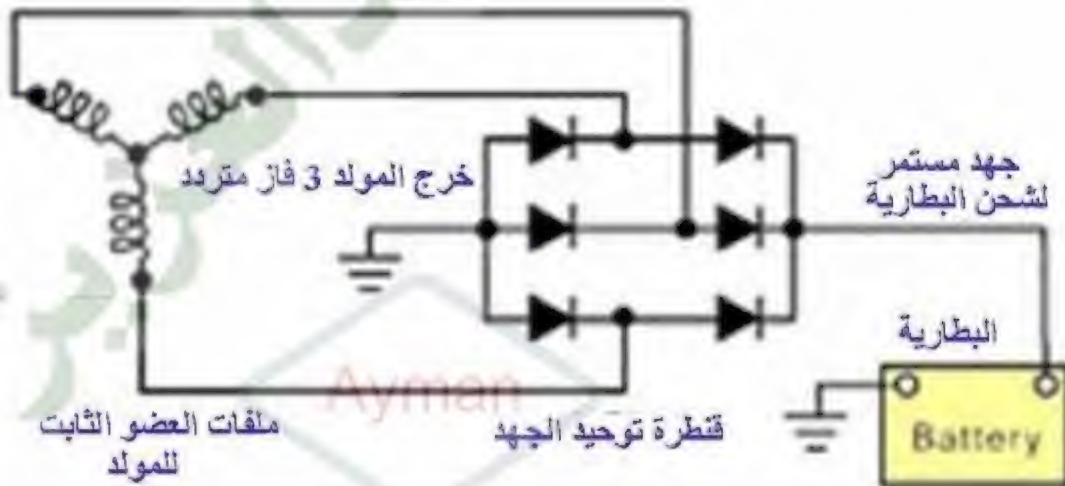 خرج المولد 3 فاز متردد
جهد مستمر
لشحن البطارية
البطارية
Battery
Ayman
قنطرة توحيد الجهد
ملفات العضو الثابت
للمولد